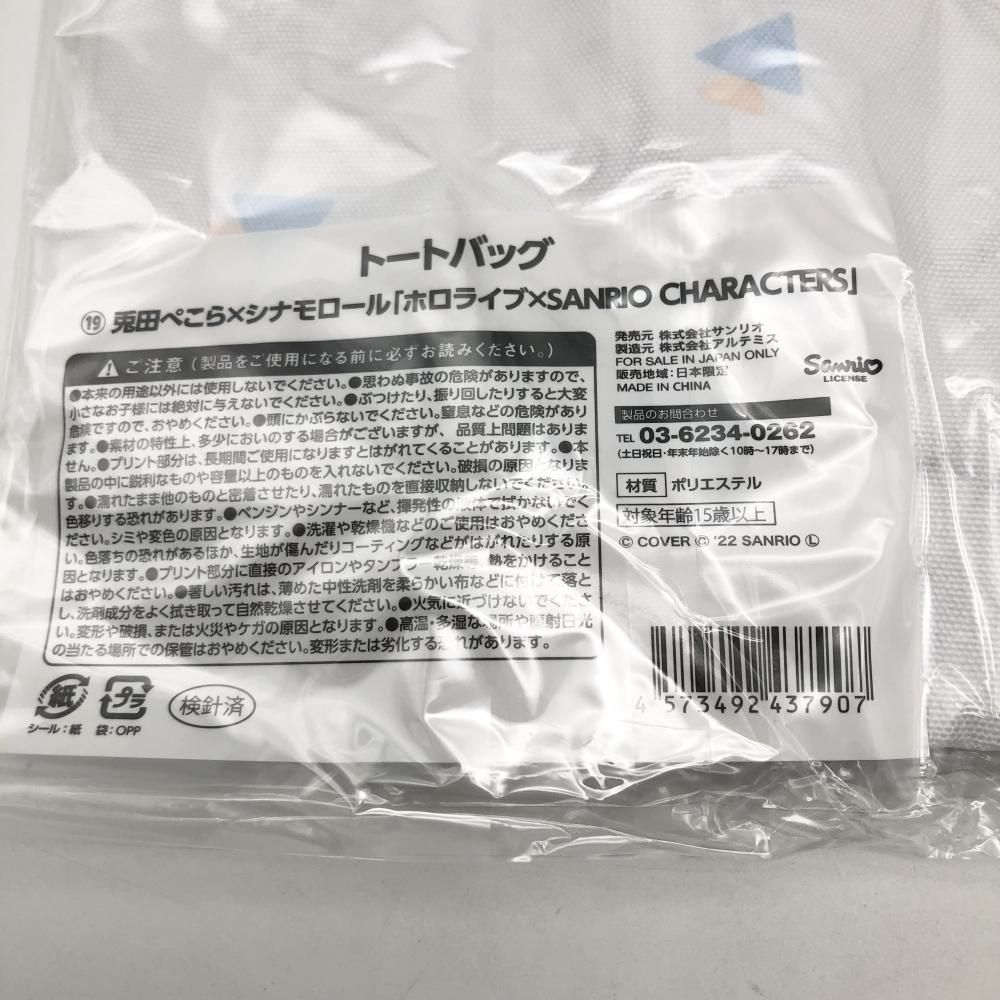 トートバッグ
⑲ 兎田ぺこら×シナモロール「ホロライブ×SANRIO CHARACTERS」
ご注意(製品をご使用になる前に必ずお読みください。)
●本来の用途以外には使用しないでください。●思わぬ事故の危険がありますので、
小さなお子様には絶対に与えないでください。●ぶつけたり、振り回したりすると大変
危険ですので、おやめください。●頭にかぶらないでください。窒息などの危険があり
ます。●素材の特性上、多少においのする場合がございますが、品質上問題はありま
せん。●プリント部分は、長期間ご使用になりますとはがれてくることがあります。●本
製品の中に鋭利なものや容量以上のものを入れないでください。破損の原因となりま
す。●濡れたまま他のものと密着させたり、濡れたものを直接収納しないでください。
色移りする恐れがあります。●ベンジンやシンナーなど、揮発性の液体で拭かないでく
ださい。シミや変色の原因となります。●洗濯や乾燥機などのご使用はおやめくださ
い。色落ちの恐れがあるほか、生地が傷んだりコーティングなどがはがれたりする原
因となります。●プリント部分に直接のアイロンやタンブラー乾燥等、熱をかけること
はおやめください。●著しい汚れは、薄めた中性洗剤を柔らかい布などに付けて落と
し、洗剤成分をよく拭き取って自然乾燥させてください。●火気に近づけないでくださ
い。変形や破損、または火災やケガの原因となります。●高温・多湿な場所や直射日光
の当たる場所での保管はおやめください。変形または劣化する恐れがあります。
紙
プラ
検針済
シール:紙 袋:OPP
発売元 株式会社サンリオ
製造元 株式会社アルテミス
FOR SALE IN JAPAN ONLY
販売地域:日本限定
MADE IN CHINA
Sanrio
LICENSE
製品のお問合わせ
TEL 03-6234-0262
(土日祝日・年末年始除く10時〜17時まで)
材質 ポリエステル
対象年齢15歳以上
© COVER © '22 SANRIO Ⓛ
4 573492 437907